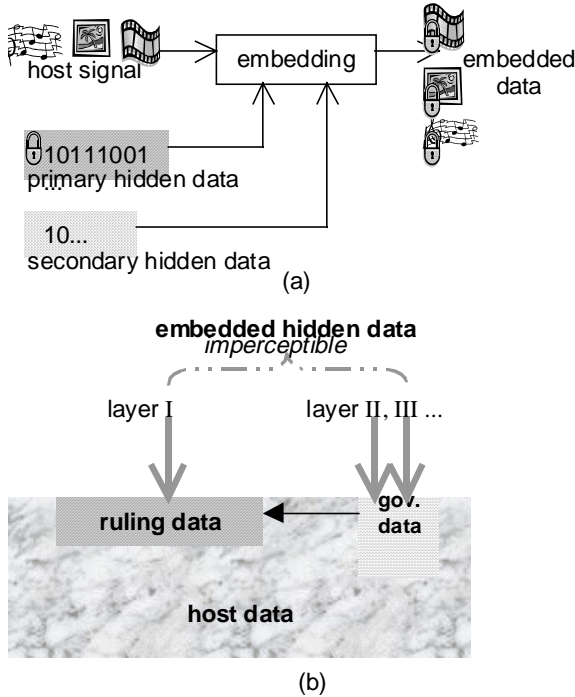 host signal
embedding
embedded
data
10111001
...
primary hidden data
10...
secondary hidden data
(a)
embedded hidden data
imperceptible
layer I
layer II, III ...
ruling data
gov.
data
host data
(b)